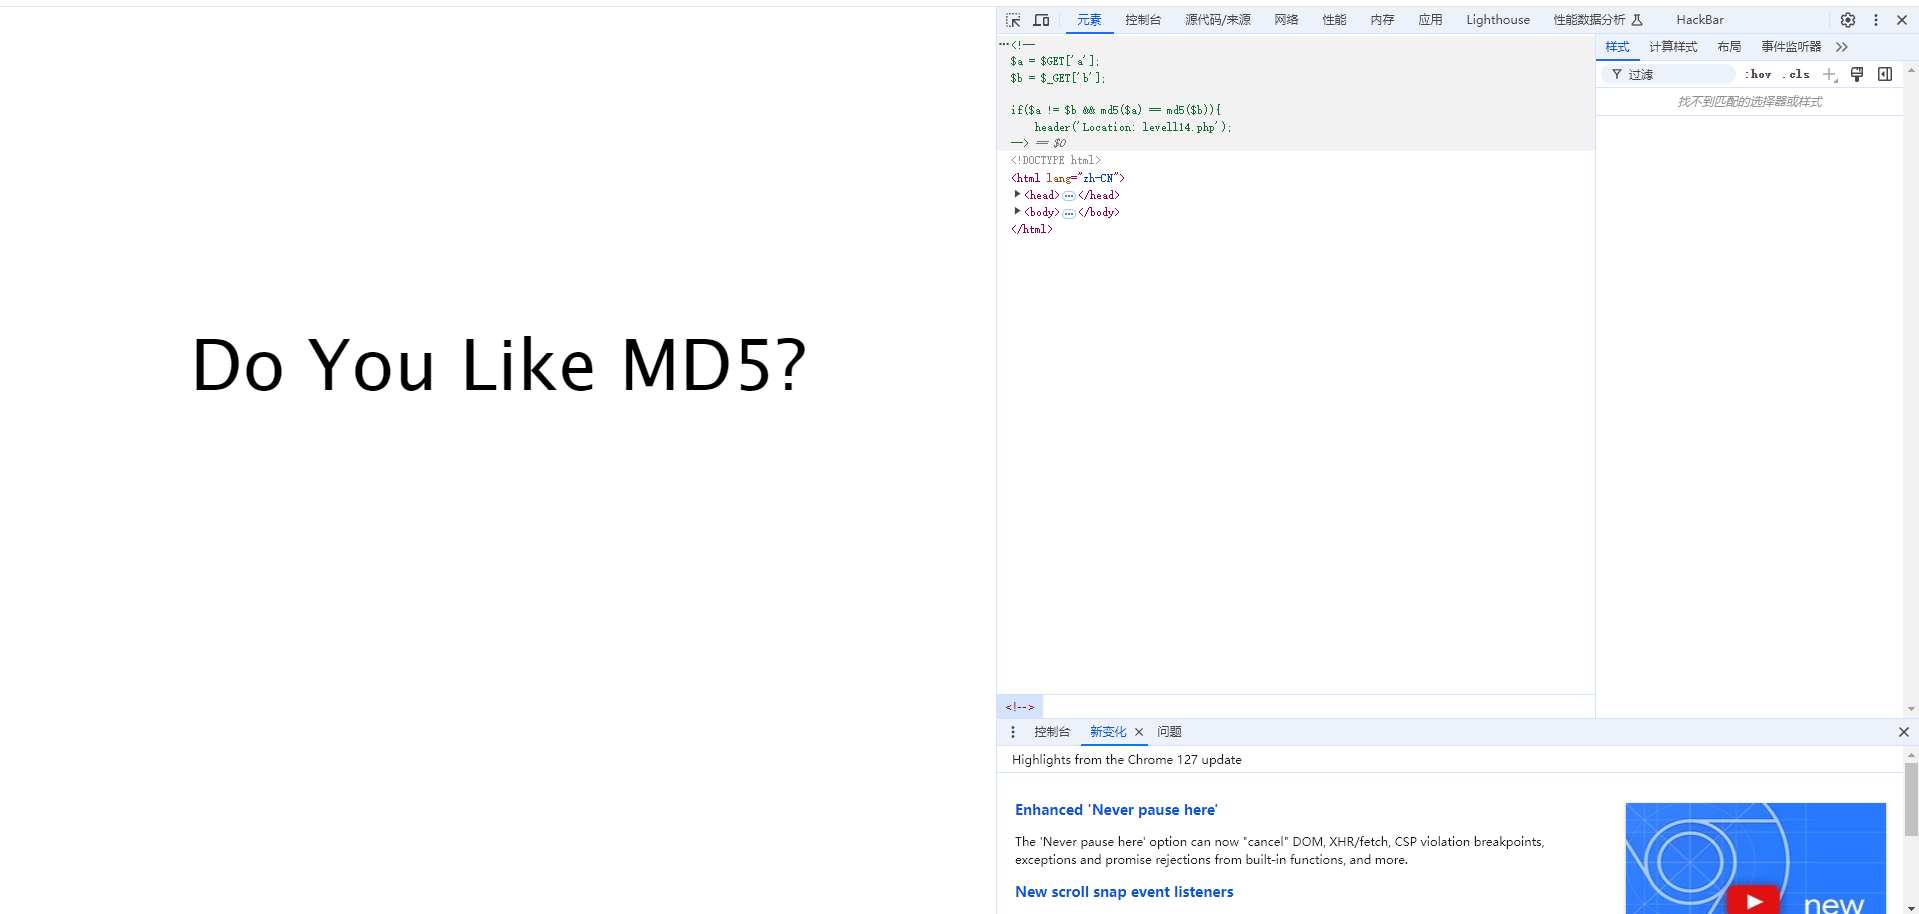 Do You Like MD5?
元素 控制台 源代码/来源 网络 性能 内存 应用 Lighthouse 性能数据分析 HackBar
<!--
$a = $GET['a'];
$b = $_GET['b'];
if($a != $b && md5($a) == md5($b)){
header('Location: levell14.php');
--> == $0
<!DOCTYPE html>
<html lang="zh-CN">
<head> … </head>
<body> … </body>
</html>
<!-->
样式 计算样式 布局 事件监听器
过滤 :hov .cls
找不到匹配的选择器或样式
控制台 新变化 问题
Highlights from the Chrome 127 update
Enhanced 'Never pause here'
The 'Never pause here' option can now "cancel" DOM, XHR/fetch, CSP violation breakpoints,
exceptions and promise rejections from built-in functions, and more.
New scroll snap event listeners
new